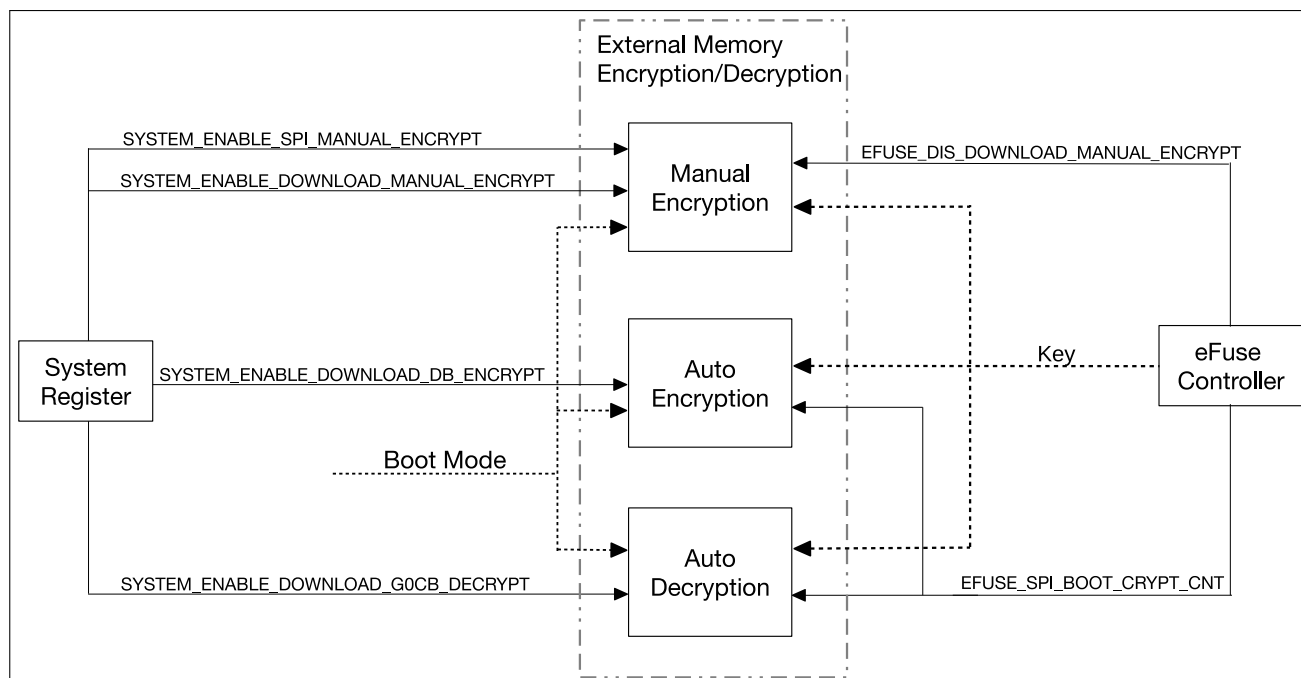 External Memory
Encryption/Decryption
SYSTEM_ENABLE_SPI_MANUAL_ENCRYPT
SYSTEM_ENABLE_DOWNLOAD_MANUAL_ENCRYPT
Manual
Encryption
EFUSE_DIS_DOWNLOAD_MANUAL_ENCRYPT
System
Register
SYSTEM_ENABLE_DOWNLOAD_DB_ENCRYPT
Auto
Encryption
Key
eFuse
Controller
Boot Mode
SYSTEM_ENABLE_DOWNLOAD_G0CB_DECRYPT
Auto
Decryption
EFUSE_SPI_BOOT_CRYPT_CNT